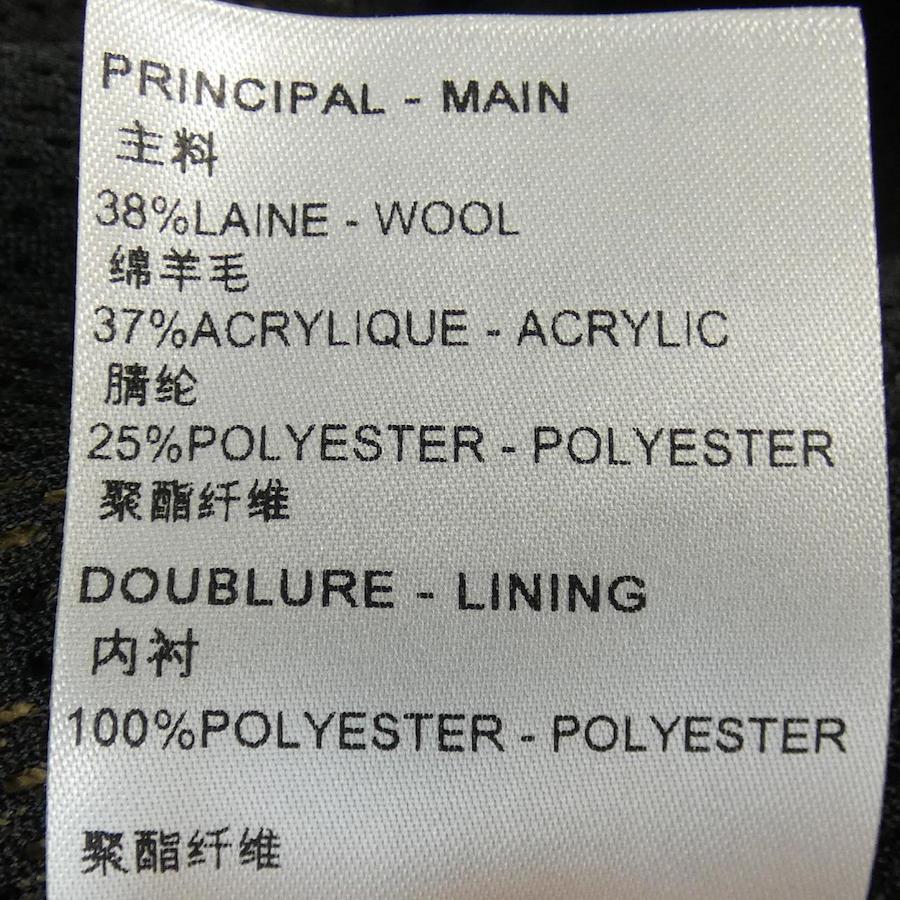 PRINCIPAL - MAIN
主料
38%LAINE - WOOL
绵羊毛
37%ACRYLIQUE - ACRYLIC
腈纶
25%POLYESTER - POLYESTER
聚酯纤维
DOUBLURE - LINING
内衬
100%POLYESTER - POLYESTER
聚酯纤维